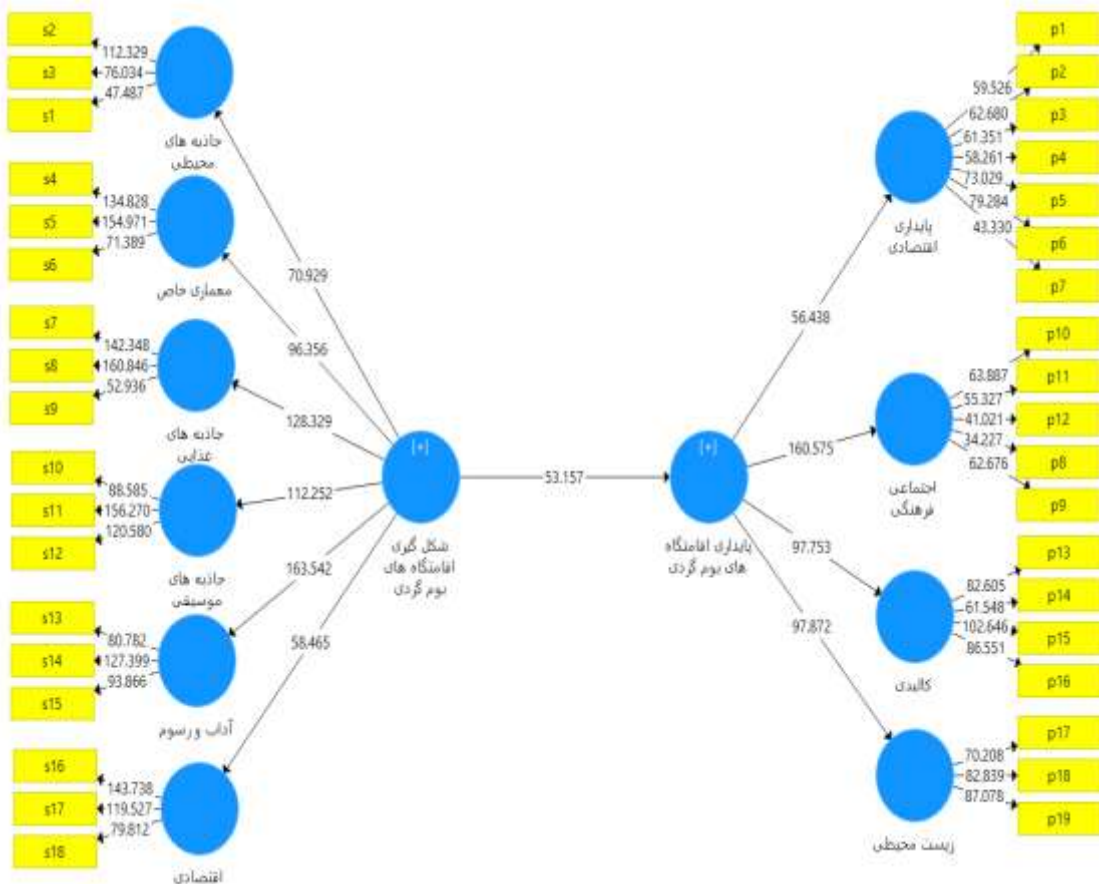 s2
s3
s1
112.329
76.034
47.487
جاذبه های
محیطی
s4
s5
s6
134.828
154.971
71.389
معماری خاص
s7
s8
s9
142.348
160.846
52.936
جاذبه های
غذایی
s10
s11
s12
88.585
156.270
120.580
جاذبه های
موسیقی
s13
s14
s15
80.782
127.399
93.866
آداب و رسوم
s16
s17
s18
143.738
119.527
79.812
اقتصادی
70.929
96.356
128.329
112.252
163.542
58.465
[+]
شکل گیری
اقامتگاه های
بوم گردی
53.157
[+]
پایداری اقامتگاه
های بوم گردی
56.438
160.575
97.753
97.872
پایداری
اقتصادی
59.526
62.680
61.351
58.261
73.029
79.284
43.330
p1
p2
p3
p4
p5
p6
p7
اجتماعی
فرهنگی
63.887
55.327
41.021
34.227
62.676
p10
p11
p12
p8
p9
کالبدی
82.605
61.548
102.646
86.551
p13
p14
p15
p16
زیست محیطی
70.208
82.839
87.078
p17
p18
p19